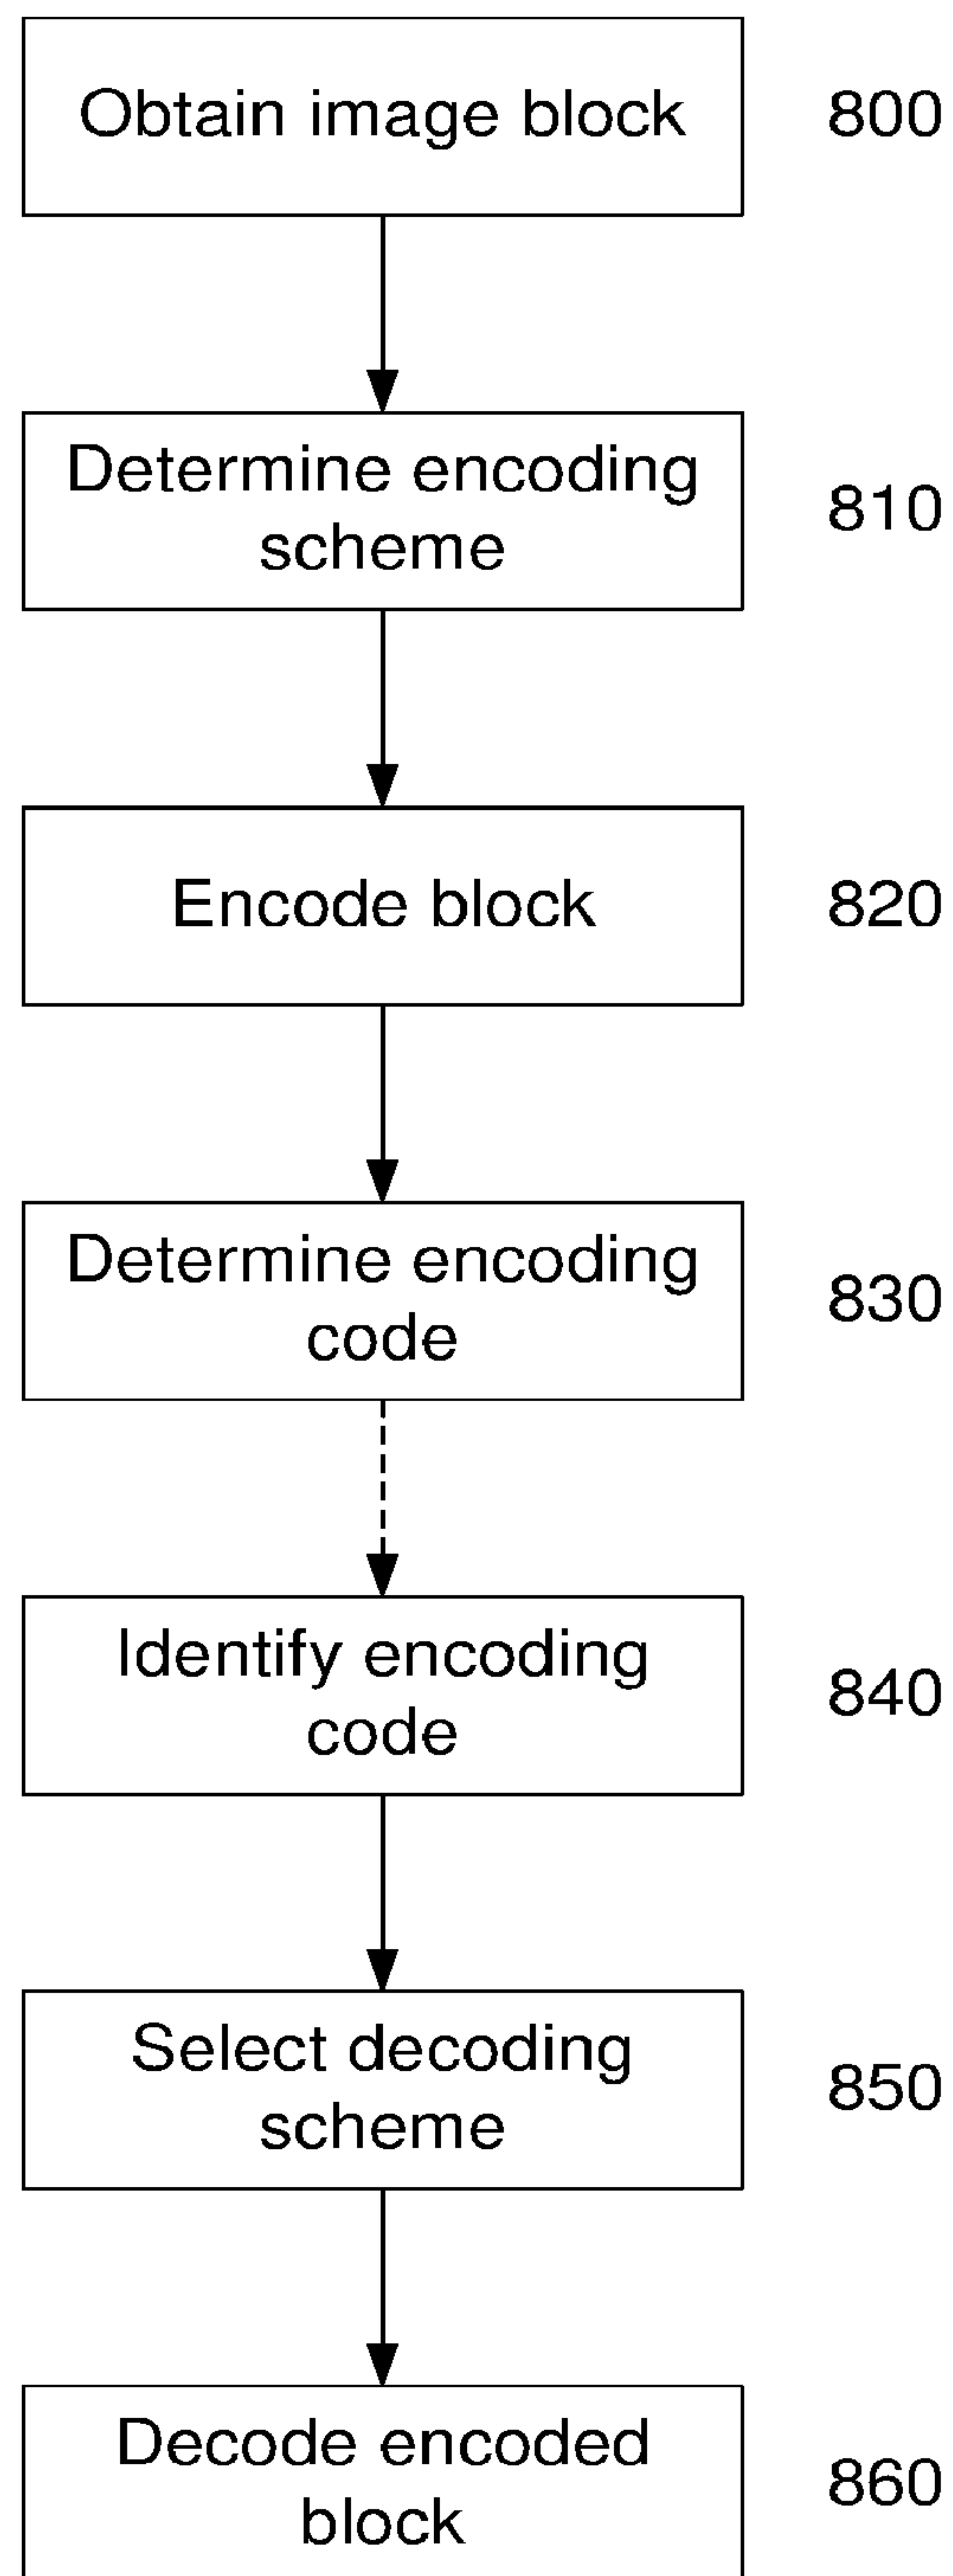 Obtain image block
800
Determine encoding
scheme
810
Encode block
820
Determine encoding
code
830
Identify encoding
code
840
Select decoding
scheme
850
Decode encoded
block
860